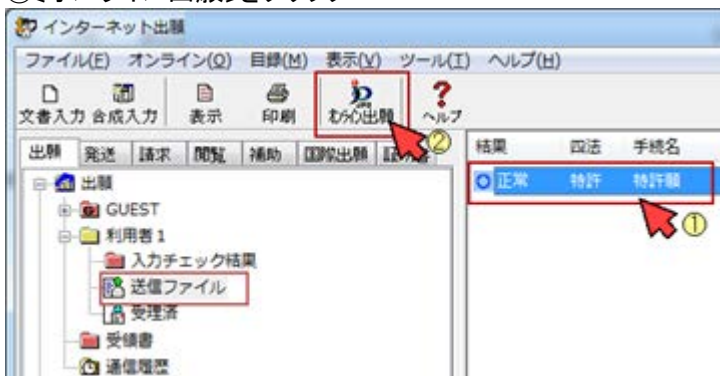 インターネット出願
ファイル(F) オンライン(O) 目録(M) 表示(V) ツール(T) ヘルプ(H)
文書入力 合成入力 表示 印刷 ｵﾝﾗｲﾝ出願 ヘルプ
②
出願 発送 請求 閲覧 補助 国際出願
結果 四法 手続名
正常 特許 特許願
①
出願
GUEST
利用者1
入力チェック結果
送信ファイル
受理済
受領書
通信履歴